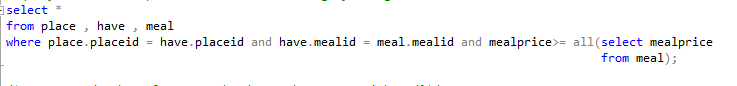 select *
from place , have , meal
where place.placeid = have.placeid and have.mealid = meal.mealid and mealprice>= all(select mealprice
from meal);